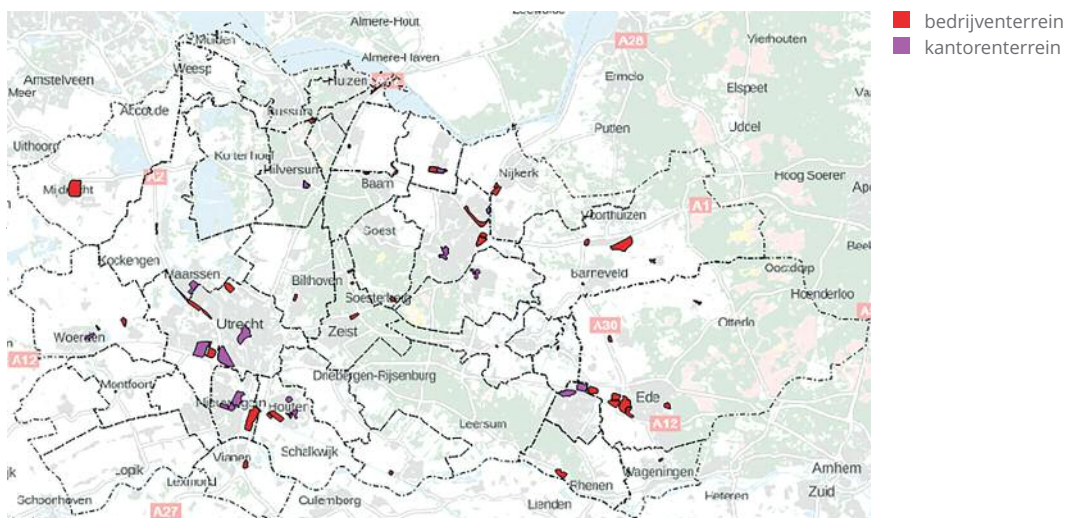 bedrijventerrein
kantorenterrein
Almere-Hout
A28
Vierhouten
Muiden
Almere-Haven
Amstelveen
Weesp
Huizen
Ermelo
Elspeet
Meer
Bussum
Putten
Uddel
Uithoorn
Hilversum
Nijkerk
Hoog Soeren
A2
Baarn
Soest
Voorthuizen
A1
Kockengen
Maarssen
Bilthoven
Barneveld
Hoenderloo
Soesterberg
Utrecht
Zeist
A30
Otterlo
Woerden
A12
Montfoort
Driebergen-Rijsenburg
Nieuwegein
Houten
Ede
Leersum
A12
Vianen
Schalkwijk
Lopik
Wageningen
Arnhem
Lexmond
Rhenen
Zuid
Schoonhoven
Culemborg
Lienden
Heteren
A27